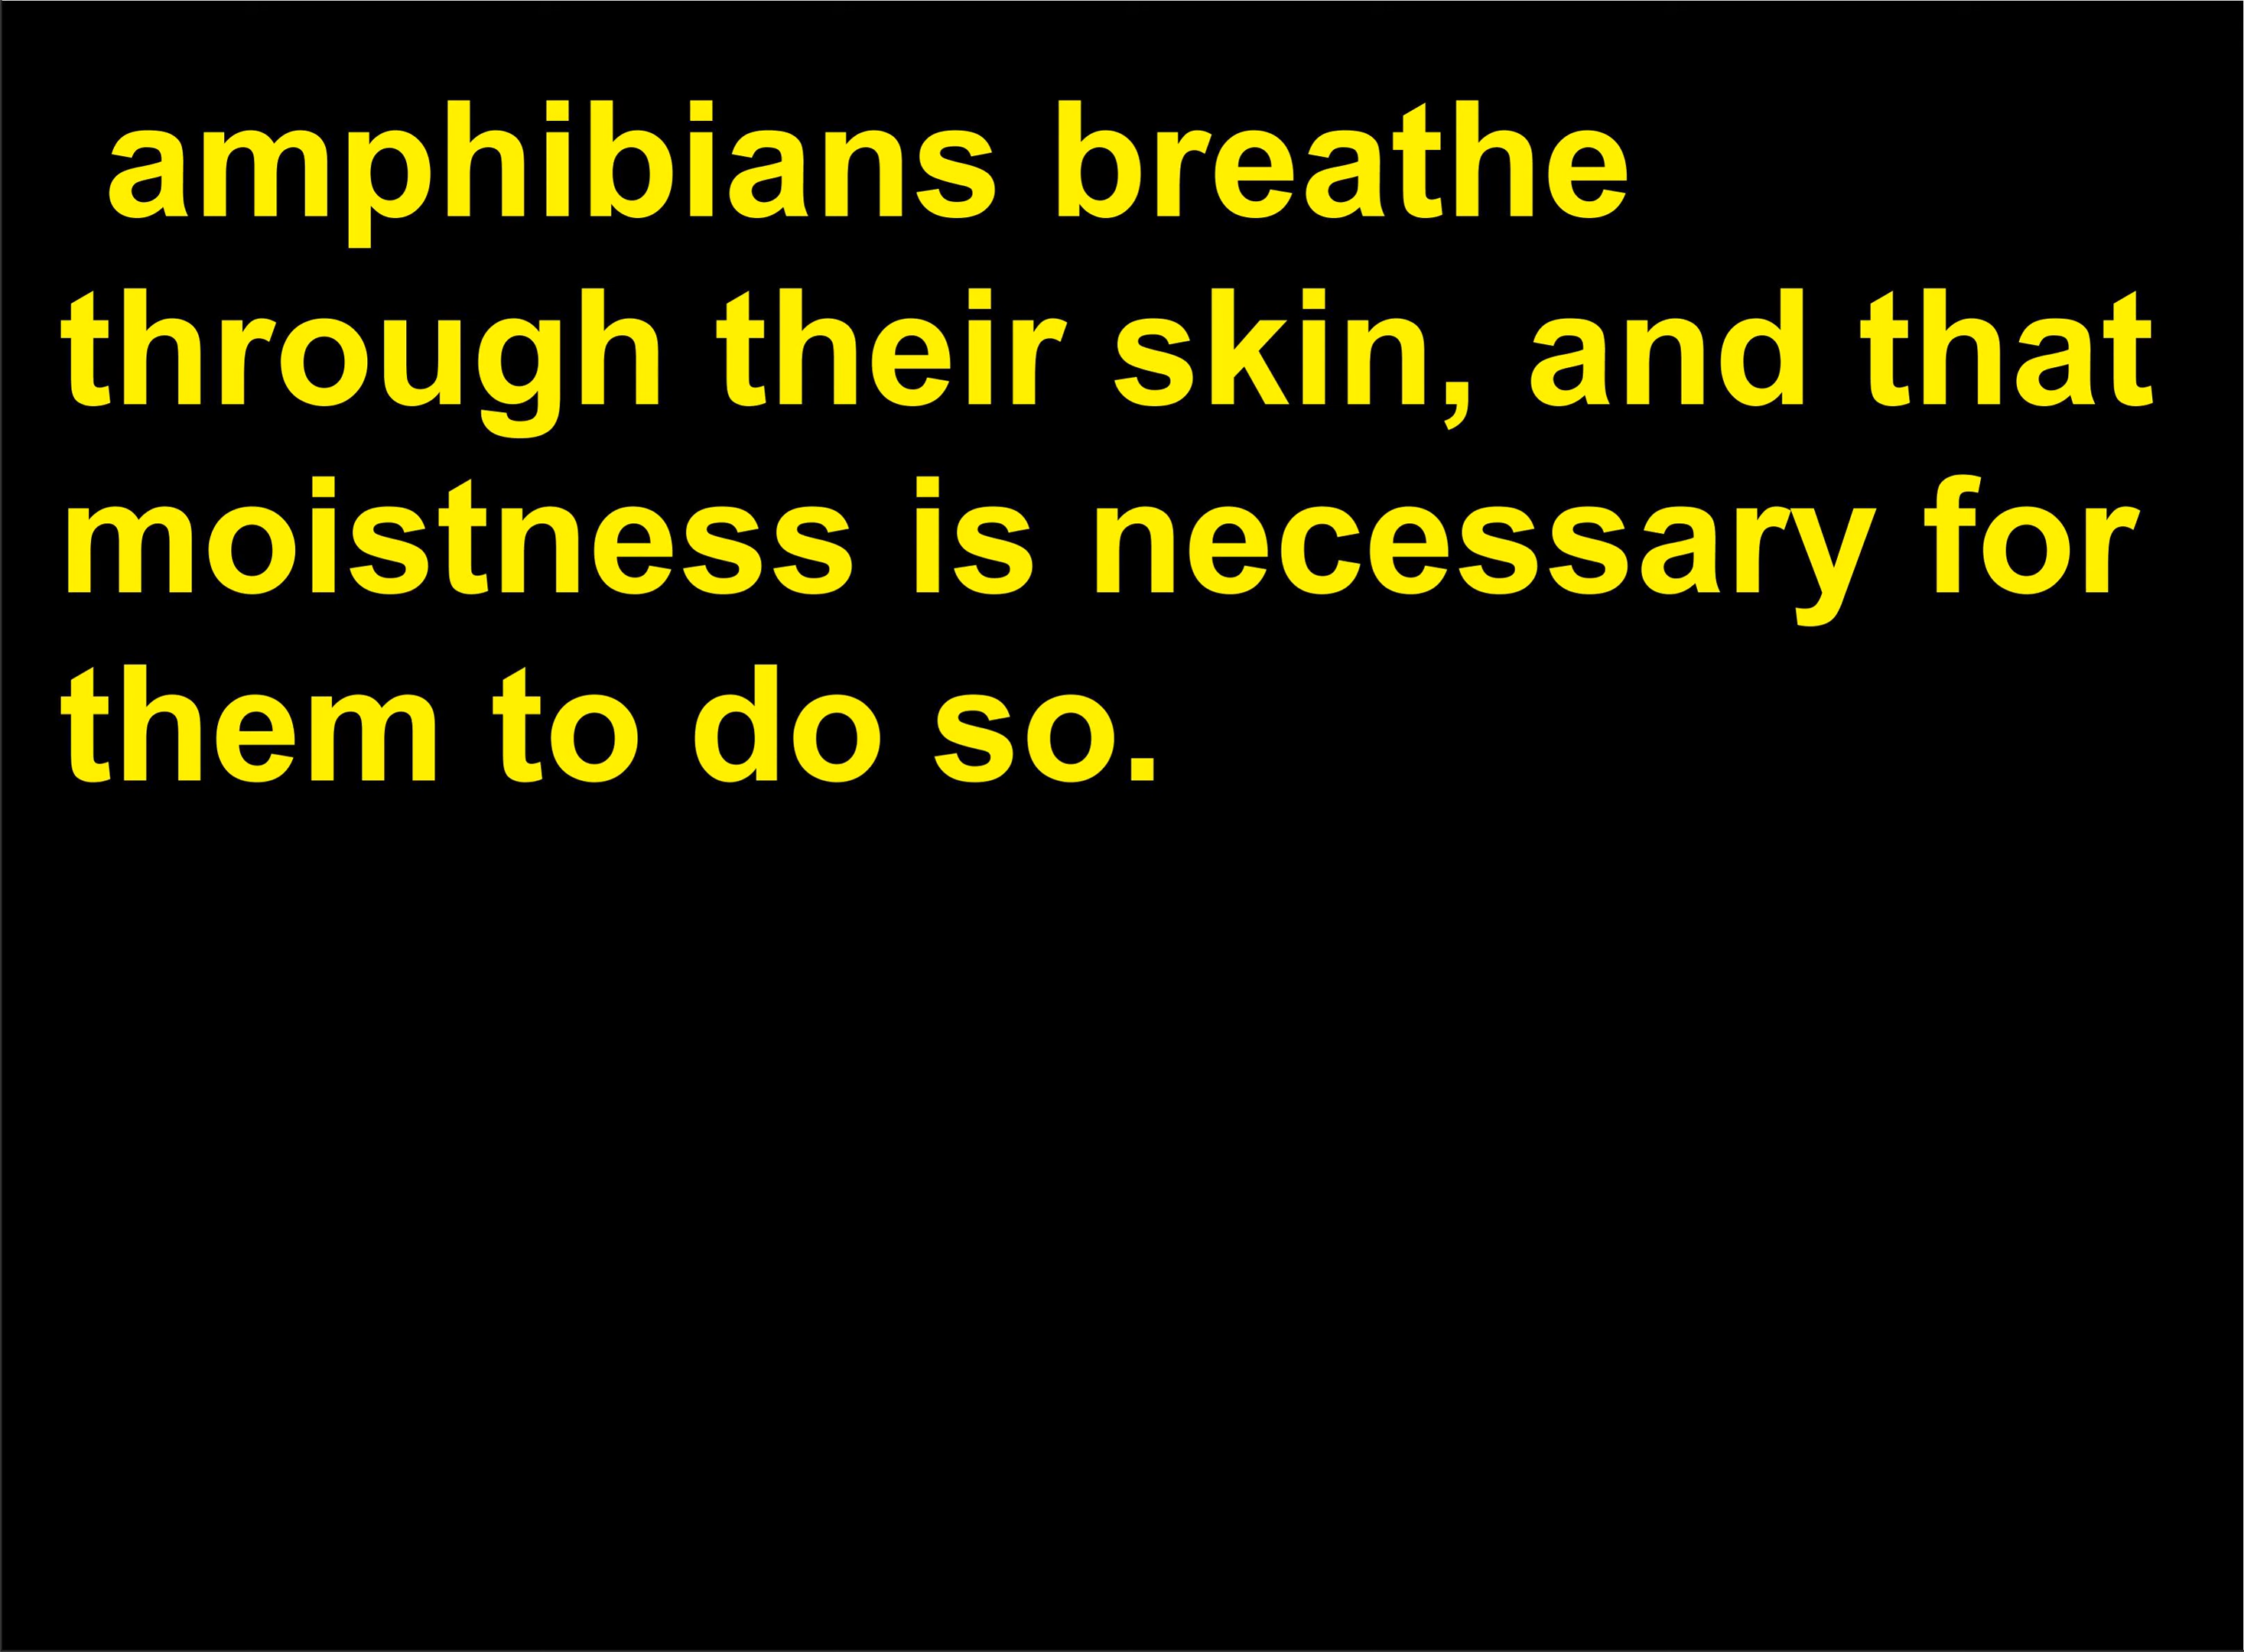 amphibians breathe
through their skin, and that
moistness is necessary for
them to do so.